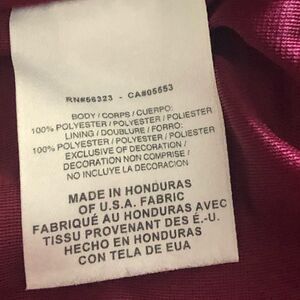 RN#56323 - CA#05553
BODY / CORPS / CUERPO:
100% POLYESTER / POLYESTER / POLIESTER
LINING / DOUBLURE / FORRO:
100% POLYESTER / POLYESTER / POLIESTER
EXCLUSIVE OF DECORATION /
DECORATION NON COMPRISE /
NO INCLUYE LA DECORACION
MADE IN HONDURAS
OF U.S.A. FABRIC
FABRIQUÉ AU HONDURAS AVEC
TISSU PROVENANT DES É.-U.
HECHO EN HONDURAS
CON TELA DE EUA